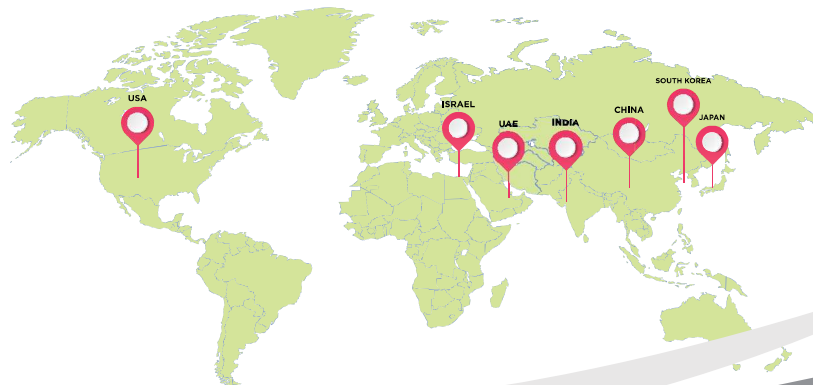 USA
ISRAEL
UAE
INDIA
CHINA
SOUTH KOREA
JAPAN